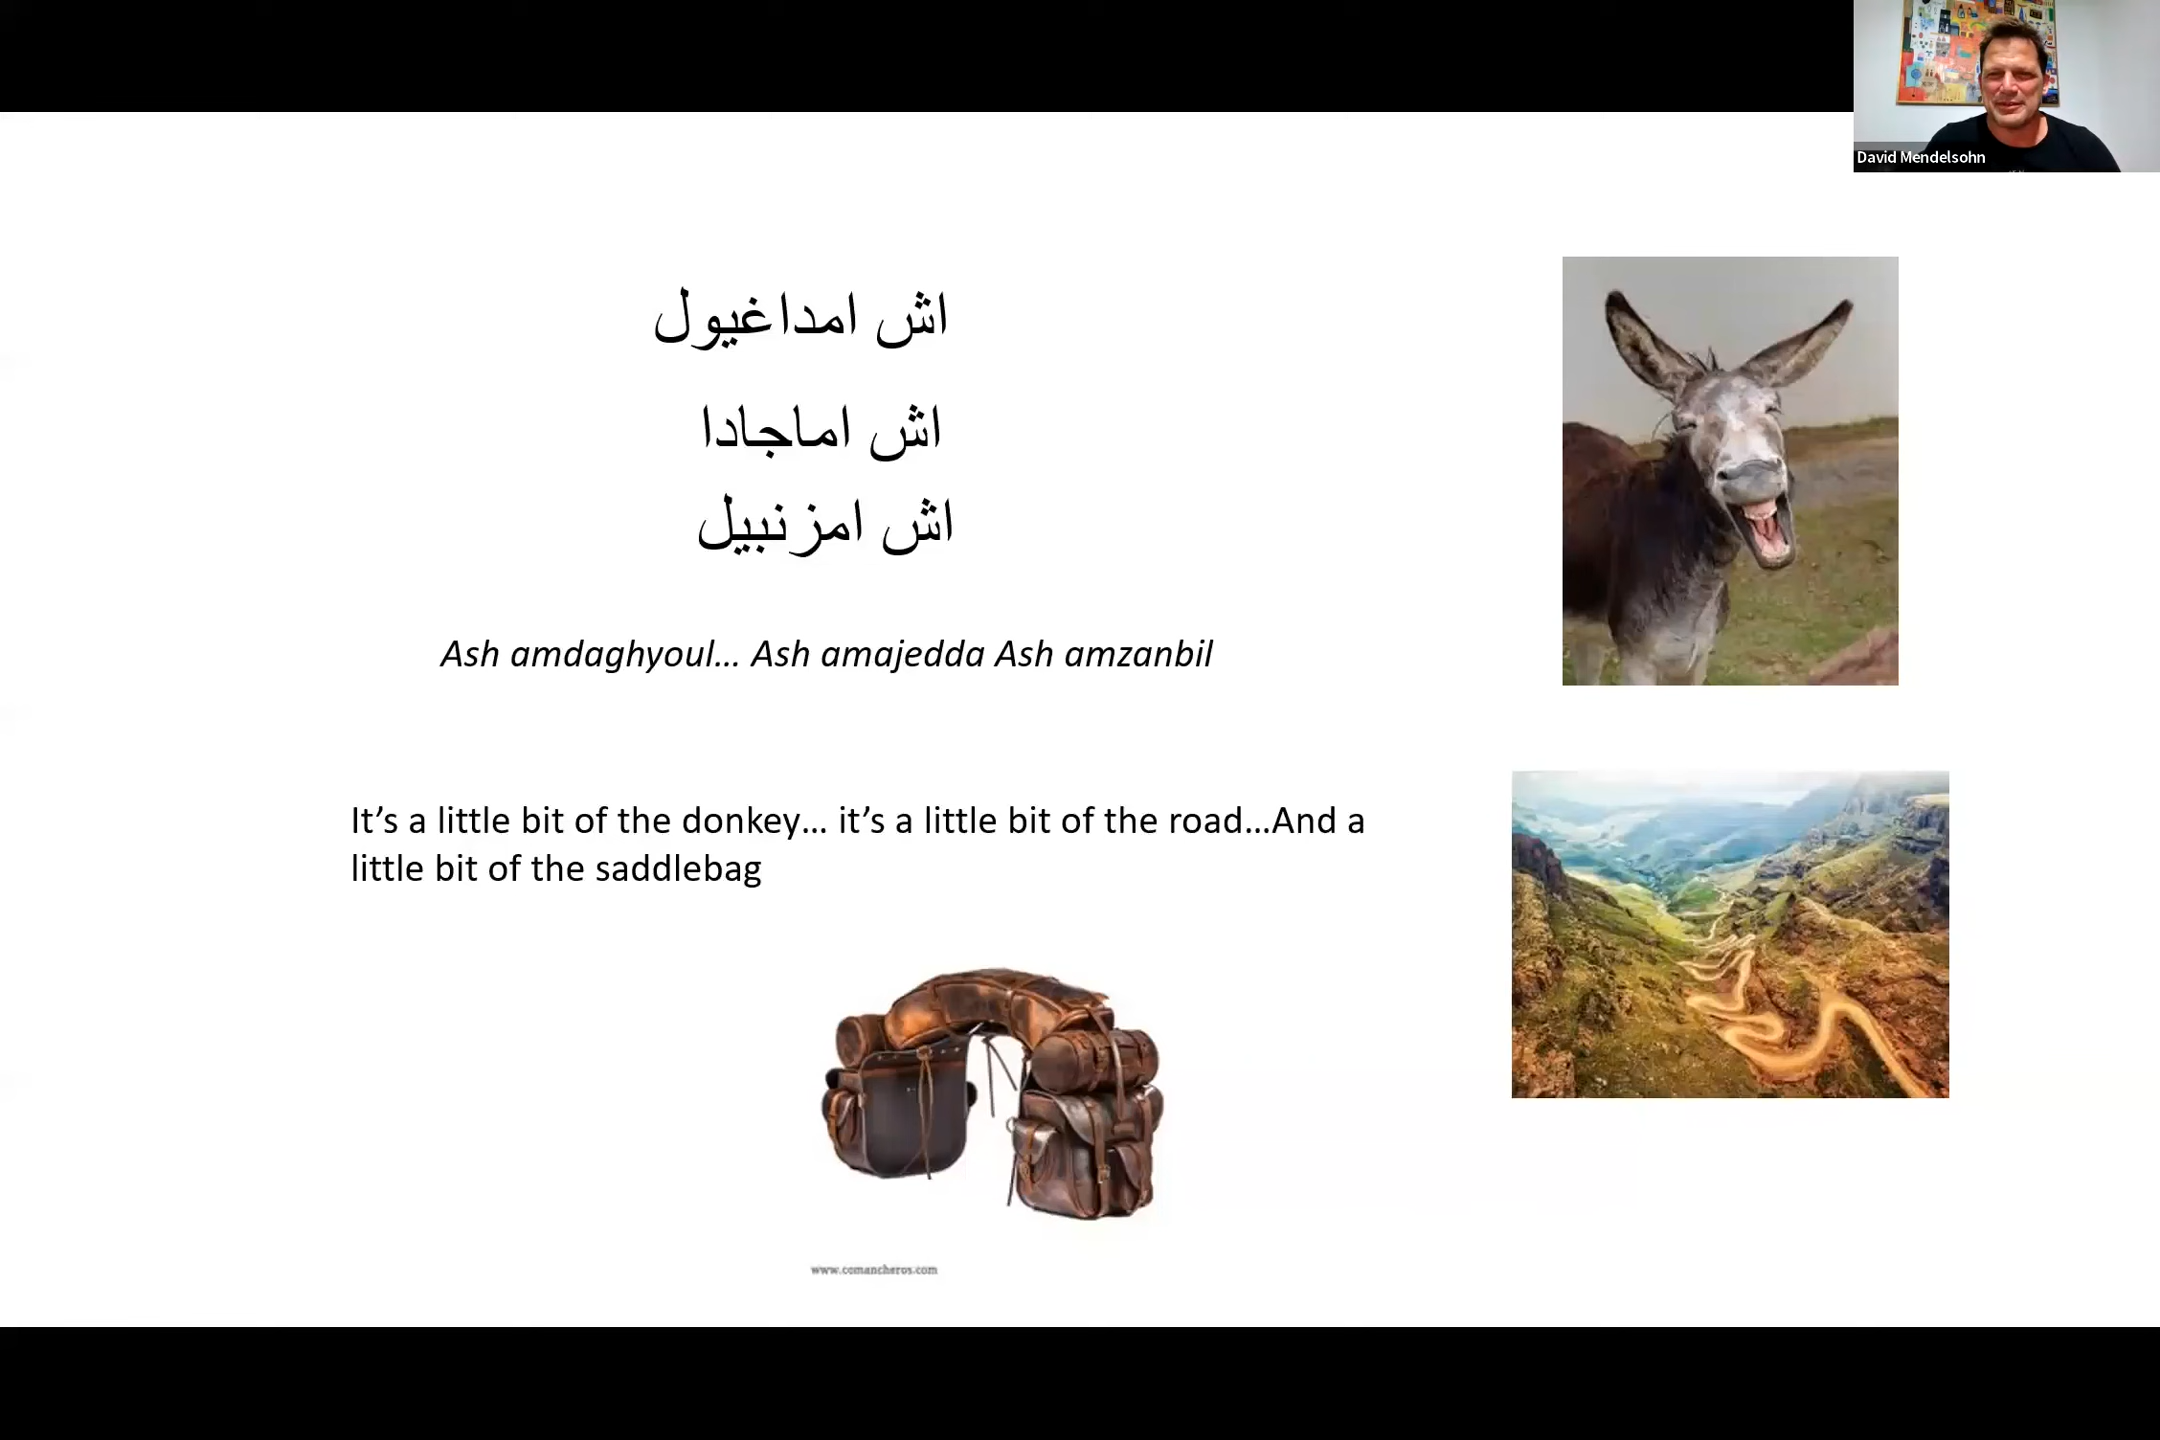 David Mendelsohn
اش امداغيول
اش اماجادا
اش امزنبيل
Ash amdaghyoul... Ash amajedda Ash amzanbil
It’s a little bit of the donkey... it’s a little bit of the road...And a
little bit of the saddlebag
www.comancheros.com